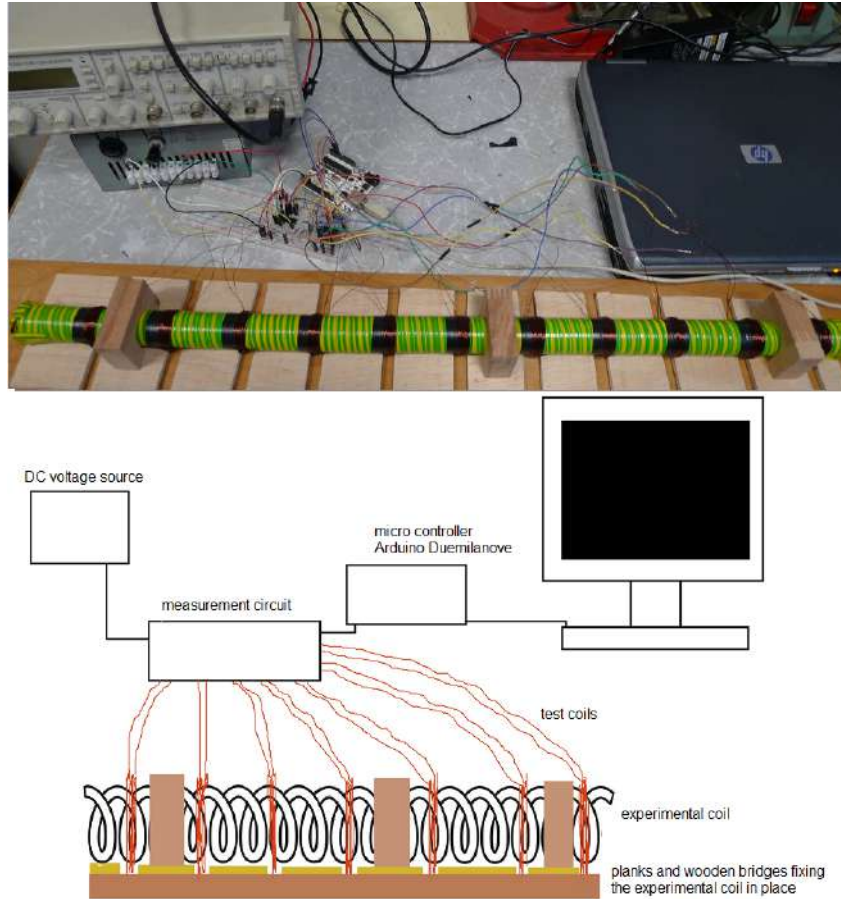 hp
DC voltage source
micro controller
Arduino Duemilanove
measurement circuit
test coils
experimental coil
planks and wooden bridges fixing
the experimental coil in place